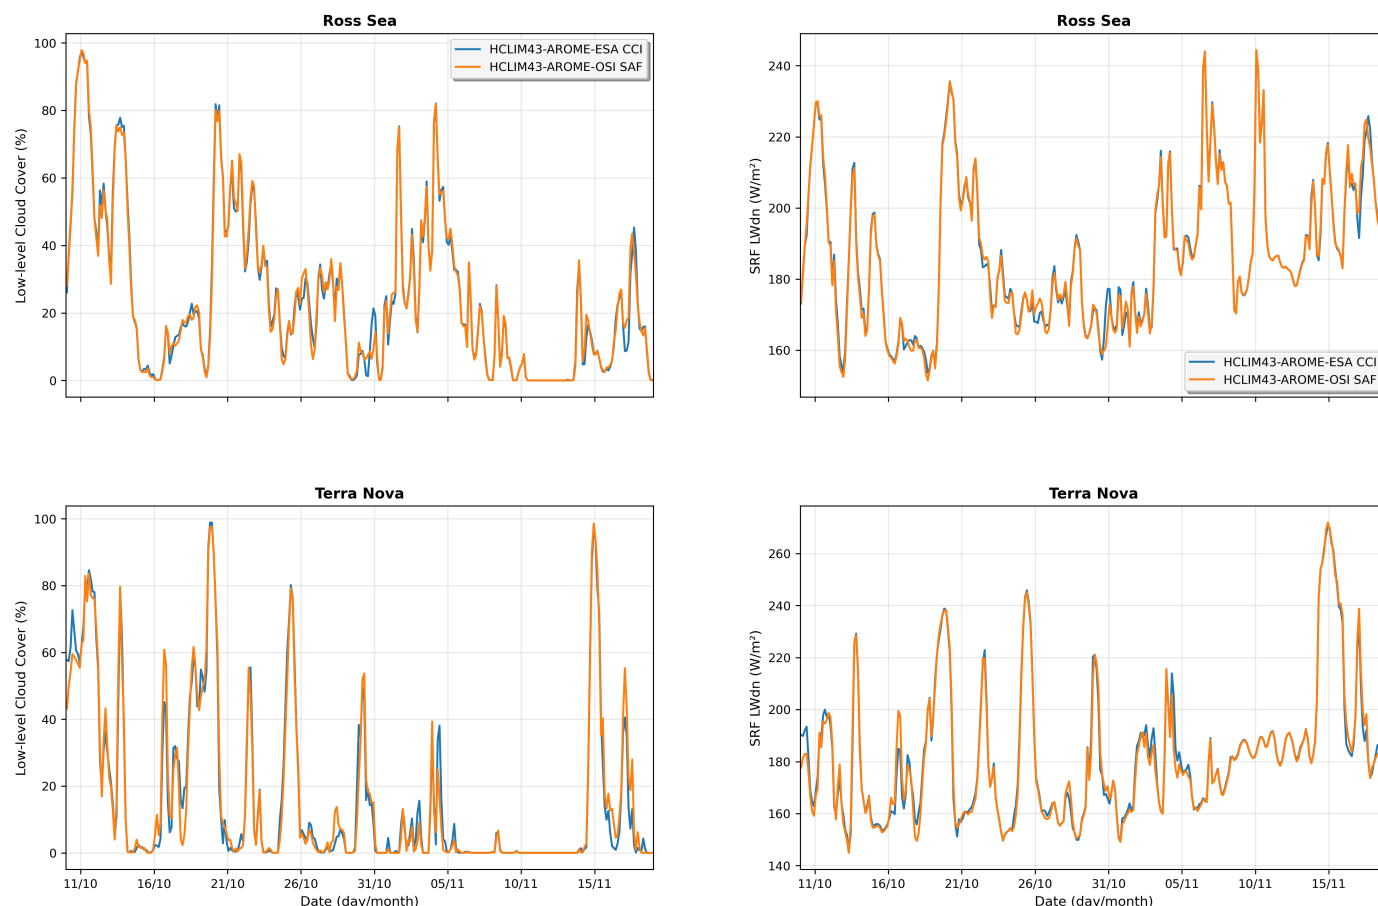 Ross Sea
Low-level Cloud Cover (%)
100
80
60
40
20
0
HCLIM43-AROME-ESA CCI
HCLIM43-AROME-OSI SAF
Ross Sea
SRF LWdn (W/m²)
240
220
200
180
160
HCLIM43-AROME-ESA CCI
HCLIM43-AROME-OSI SAF
Terra Nova
Low-level Cloud Cover (%)
100
80
60
40
20
0
11/10 16/10 21/10 26/10 31/10 05/11 10/11 15/11
Date (day/month)
Terra Nova
SRF LWdn (W/m²)
260
240
220
200
180
160
140
11/10 16/10 21/10 26/10 31/10 05/11 10/11 15/11
Date (day/month)